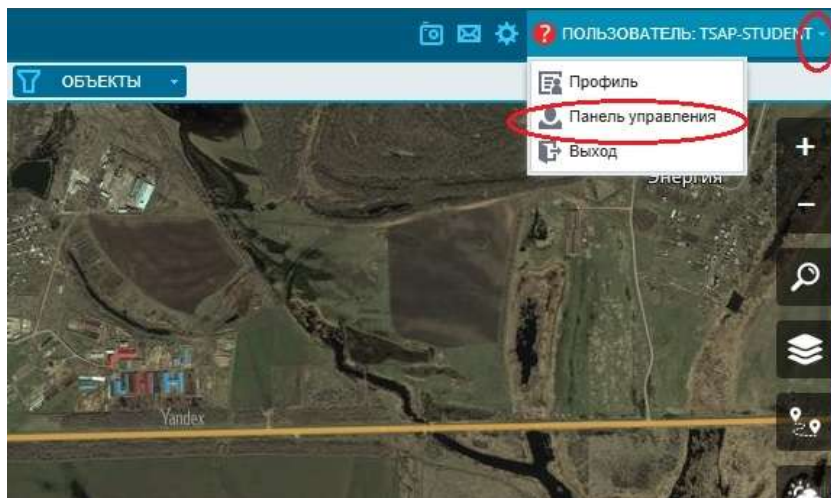 ? ПОЛЬЗОВАТЕЛЬ: TSAP-STUDENT
ОБЪЕКТЫ
Профиль
Панель управления
Выход
Энергия
Yandex